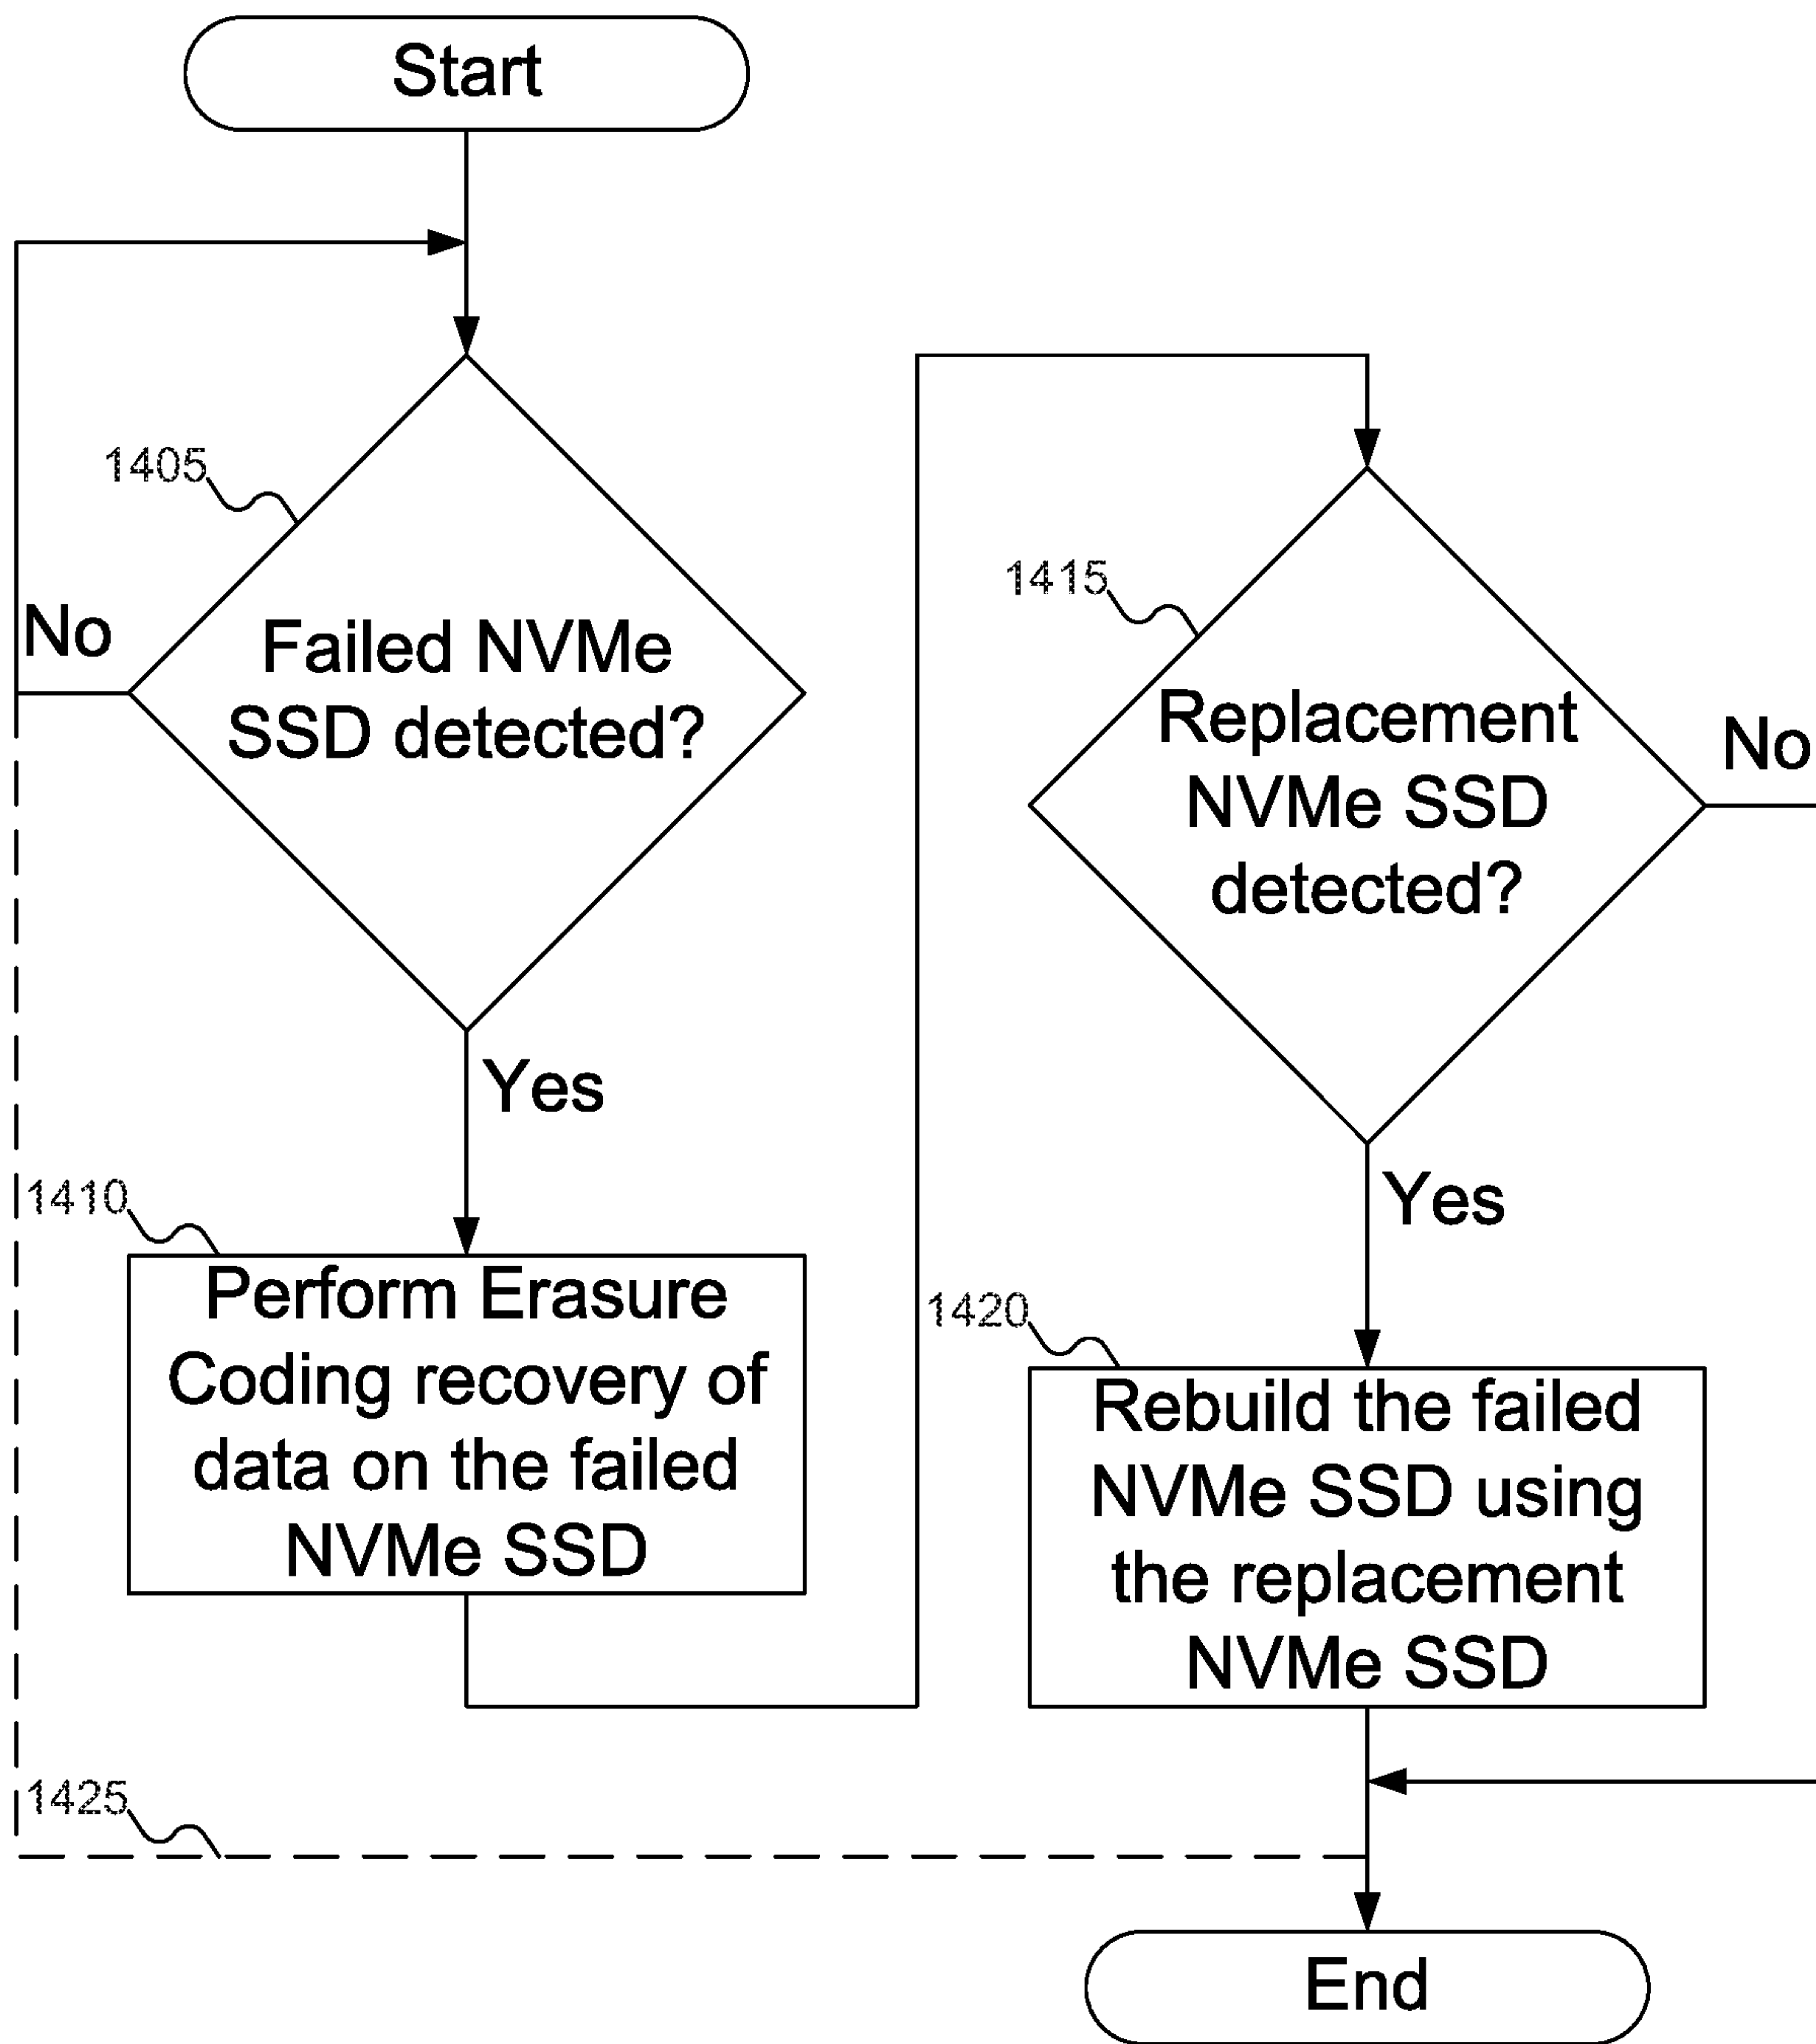 Start
1405
No
Failed NVMe
SSD detected?
Yes
1410
Perform Erasure
Coding recovery of
data on the failed
NVMe SSD
1415
Replacement
NVMe SSD
detected?
No
Yes
1420
Rebuild the failed
NVMe SSD using
the replacement
NVMe SSD
1425
End